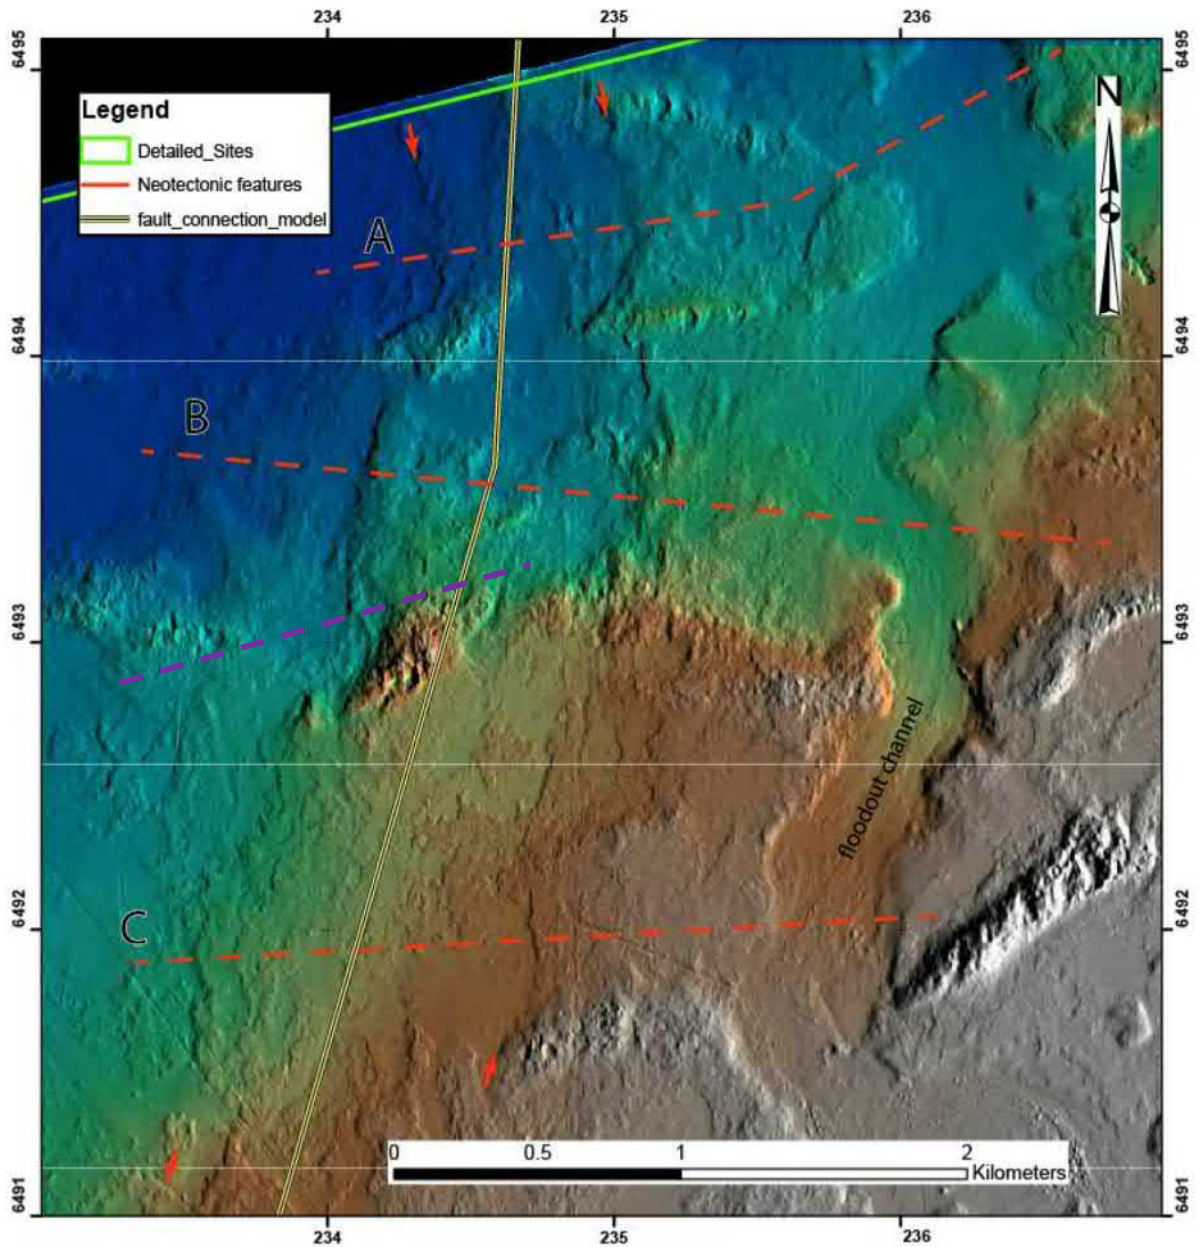 234 235 236
6495 6495
N
Legend
Detailed_Sites
Neotectonic features
fault_connection_model
A
6494 6494
B
6493 6493
floodout channel
6492 6492
C
0 0.5 1 2
Kilometers
6491 6491
234 235 236